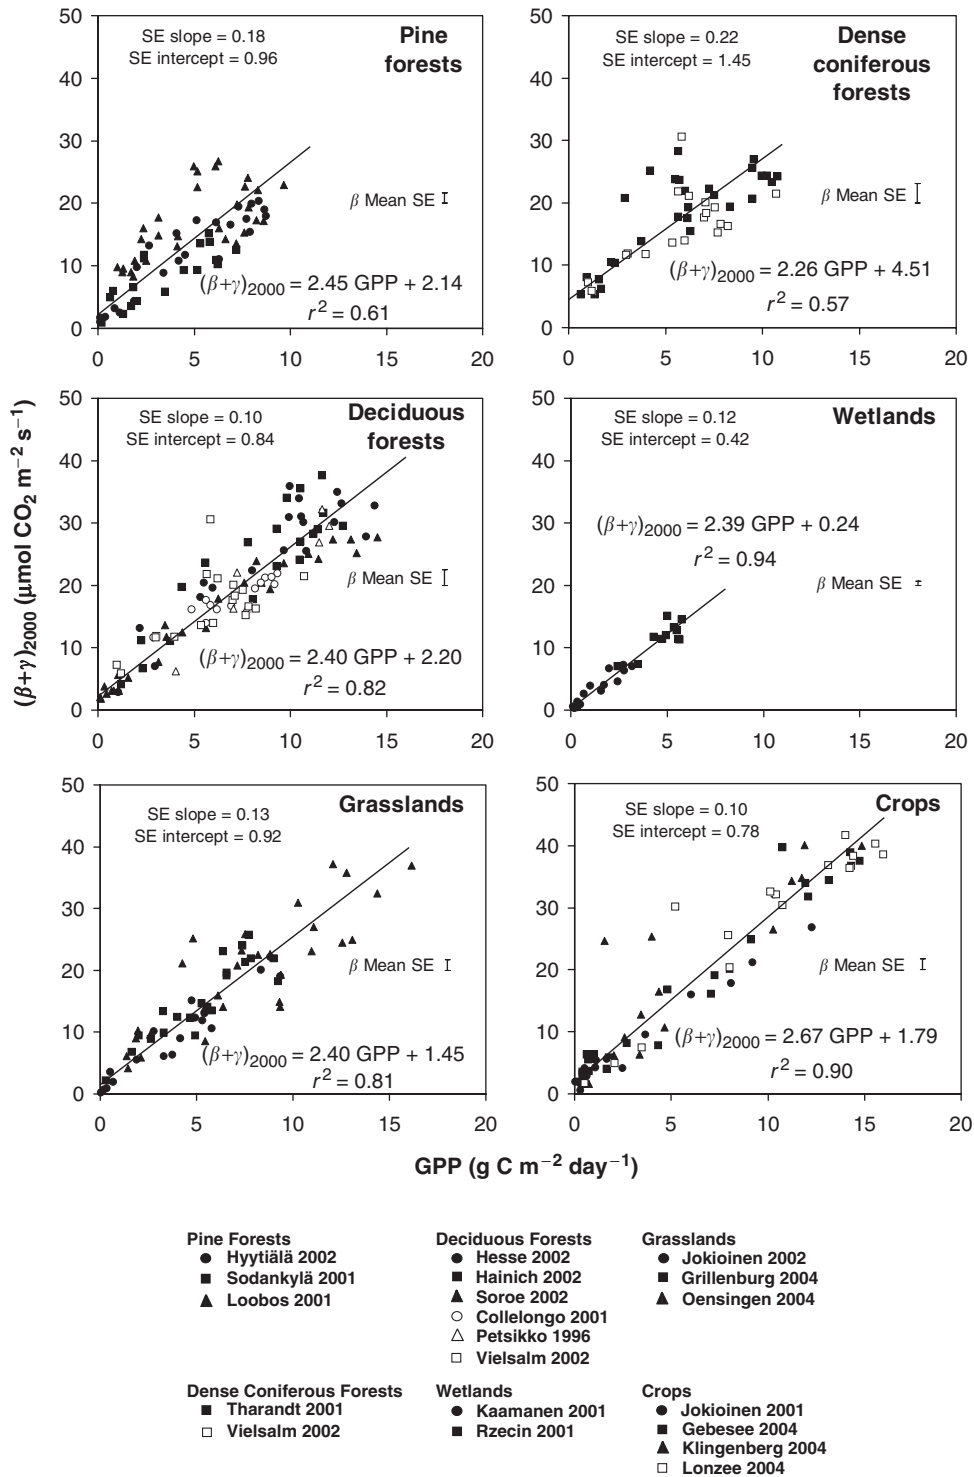 Pine
forests
SE slope = 0.18
SE intercept = 0.96
β Mean SE
(β+γ)2000 = 2.45 GPP + 2.14
r² = 0.61
50
40
30
20
10
0
0 5 10 15 20
Dense
coniferous
forests
SE slope = 0.22
SE intercept = 1.45
β Mean SE
(β+γ)2000 = 2.26 GPP + 4.51
r² = 0.57
50
40
30
20
10
0
0 5 10 15 20
(β+γ)2000 (μmol CO2 m−2 s−1)
Deciduous
forests
SE slope = 0.10
SE intercept = 0.84
β Mean SE
(β+γ)2000 = 2.40 GPP + 2.20
r² = 0.82
50
40
30
20
10
0
0 5 10 15 20
Wetlands
SE slope = 0.12
SE intercept = 0.42
(β+γ)2000 = 2.39 GPP + 0.24
r² = 0.94
β Mean SE
50
40
30
20
10
0
0 5 10 15 20
Grasslands
SE slope = 0.13
SE intercept = 0.92
β Mean SE
(β+γ)2000 = 2.40 GPP + 1.45
r² = 0.81
50
40
30
20
10
0
0 5 10 15 20
Crops
SE slope = 0.10
SE intercept = 0.78
β Mean SE
(β+γ)2000 = 2.67 GPP + 1.79
r² = 0.90
50
40
30
20
10
0
0 5 10 15 20
GPP (g C m−2 day−1)
Pine Forests
Hyytiälä 2002
Sodankylä 2001
Loobos 2001
Deciduous Forests
Hesse 2002
Hainich 2002
Soroe 2002
Collelongo 2001
Petsikko 1996
Vielsalm 2002
Grasslands
Jokioinen 2002
Grillenburg 2004
Oensingen 2004
Dense Coniferous Forests
Tharandt 2001
Vielsalm 2002
Wetlands
Kaamanen 2001
Rzecin 2001
Crops
Jokioinen 2001
Gebesee 2004
Klingenberg 2004
Lonzee 2004